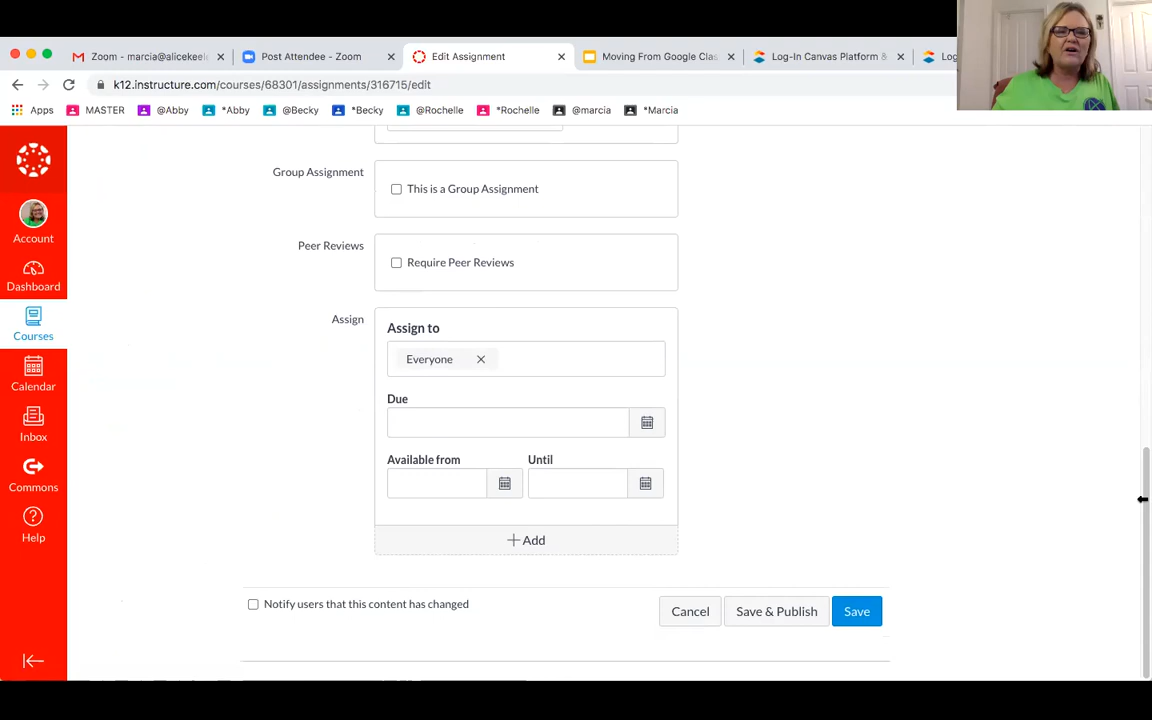 Zoom - marcia@alicekeel
Post Attendee - Zoom
Edit Assignment
Moving From Google Clas
Log-In Canvas Platform B
Log
k12.instructure.com/courses/68301/assignments/316715/edit
Apps
MASTER
@Abby
*Abby
@Becky
*Becky
@Rochelle
*Rochelle
@marcia
*Marcia
Account
Dashboard
Courses
Calendar
Inbox
Commons
Help
Group Assignment
This is a Group Assignment
Peer Reviews
Require Peer Reviews
Assign
Assign to
Everyone
Due
Available from
Until
Add
Notify users that this content has changed
Cancel
Save & Publish
Save